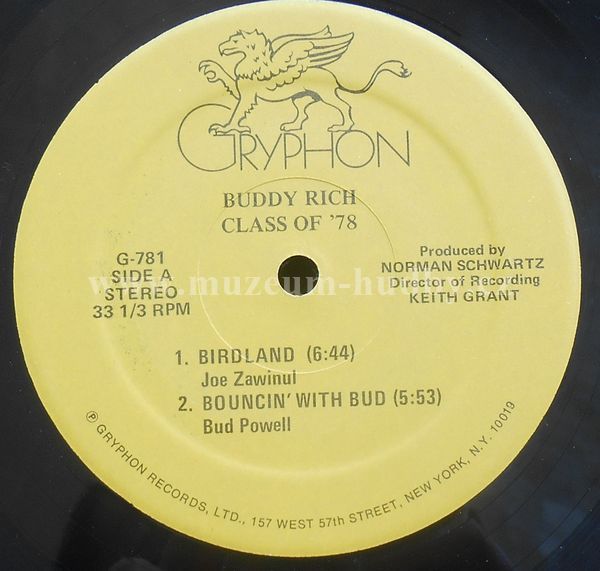 GRYPHON
BUDDY RICH
CLASS OF '78
G-781
SIDE A
STEREO
33 1/3 RPM
Produced by
NORMAN SCHWARTZ
Director of Recording
KEITH GRANT
1. BIRDLAND (6:44)
Joe Zawinul
2. BOUNCIN' WITH BUD (5:53)
Bud Powell
Ⓟ GRYPHON RECORDS, LTD., 157 WEST 57th STREET, NEW YORK, N.Y. 10019